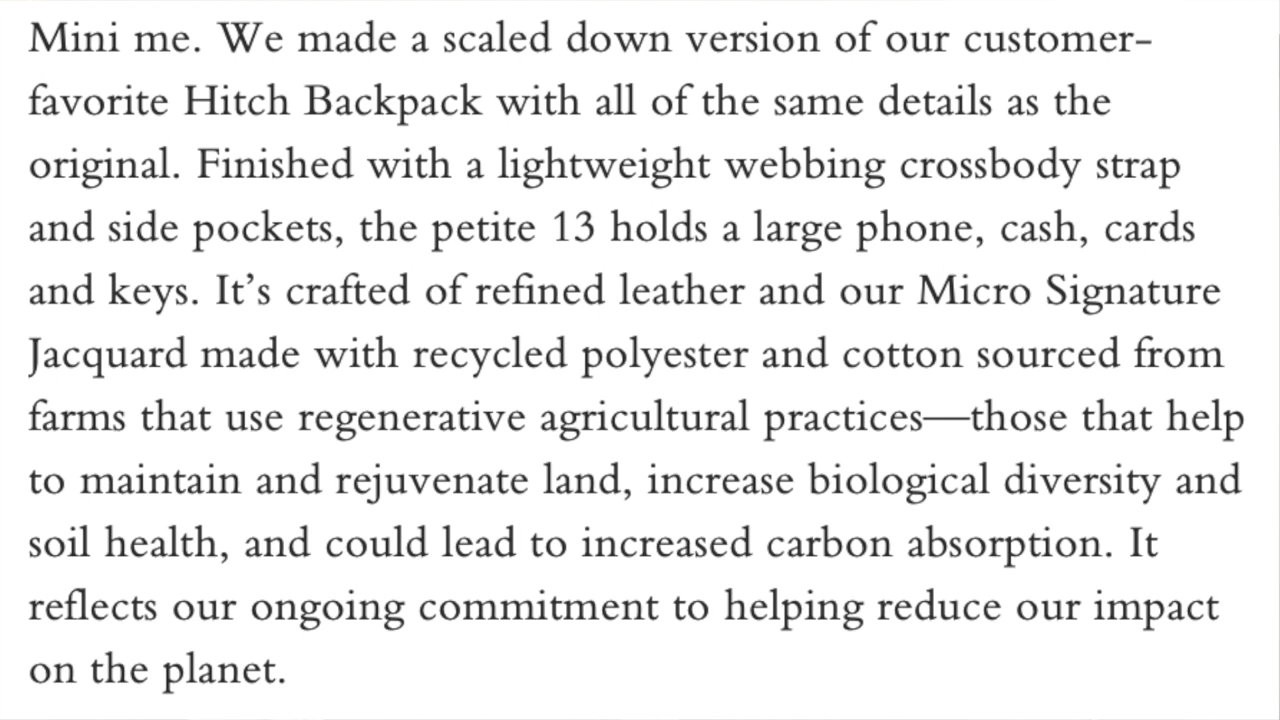 Mini me. We made a scaled down version of our customer-
favorite Hitch Backpack with all of the same details as the
original. Finished with a lightweight webbing crossbody strap
and side pockets, the petite 13 holds a large phone, cash, cards
and keys. It’s crafted of refined leather and our Micro Signature
Jacquard made with recycled polyester and cotton sourced from
farms that use regenerative agricultural practices—those that help
to maintain and rejuvenate land, increase biological diversity and
soil health, and could lead to increased carbon absorption. It
reflects our ongoing commitment to helping reduce our impact
on the planet.